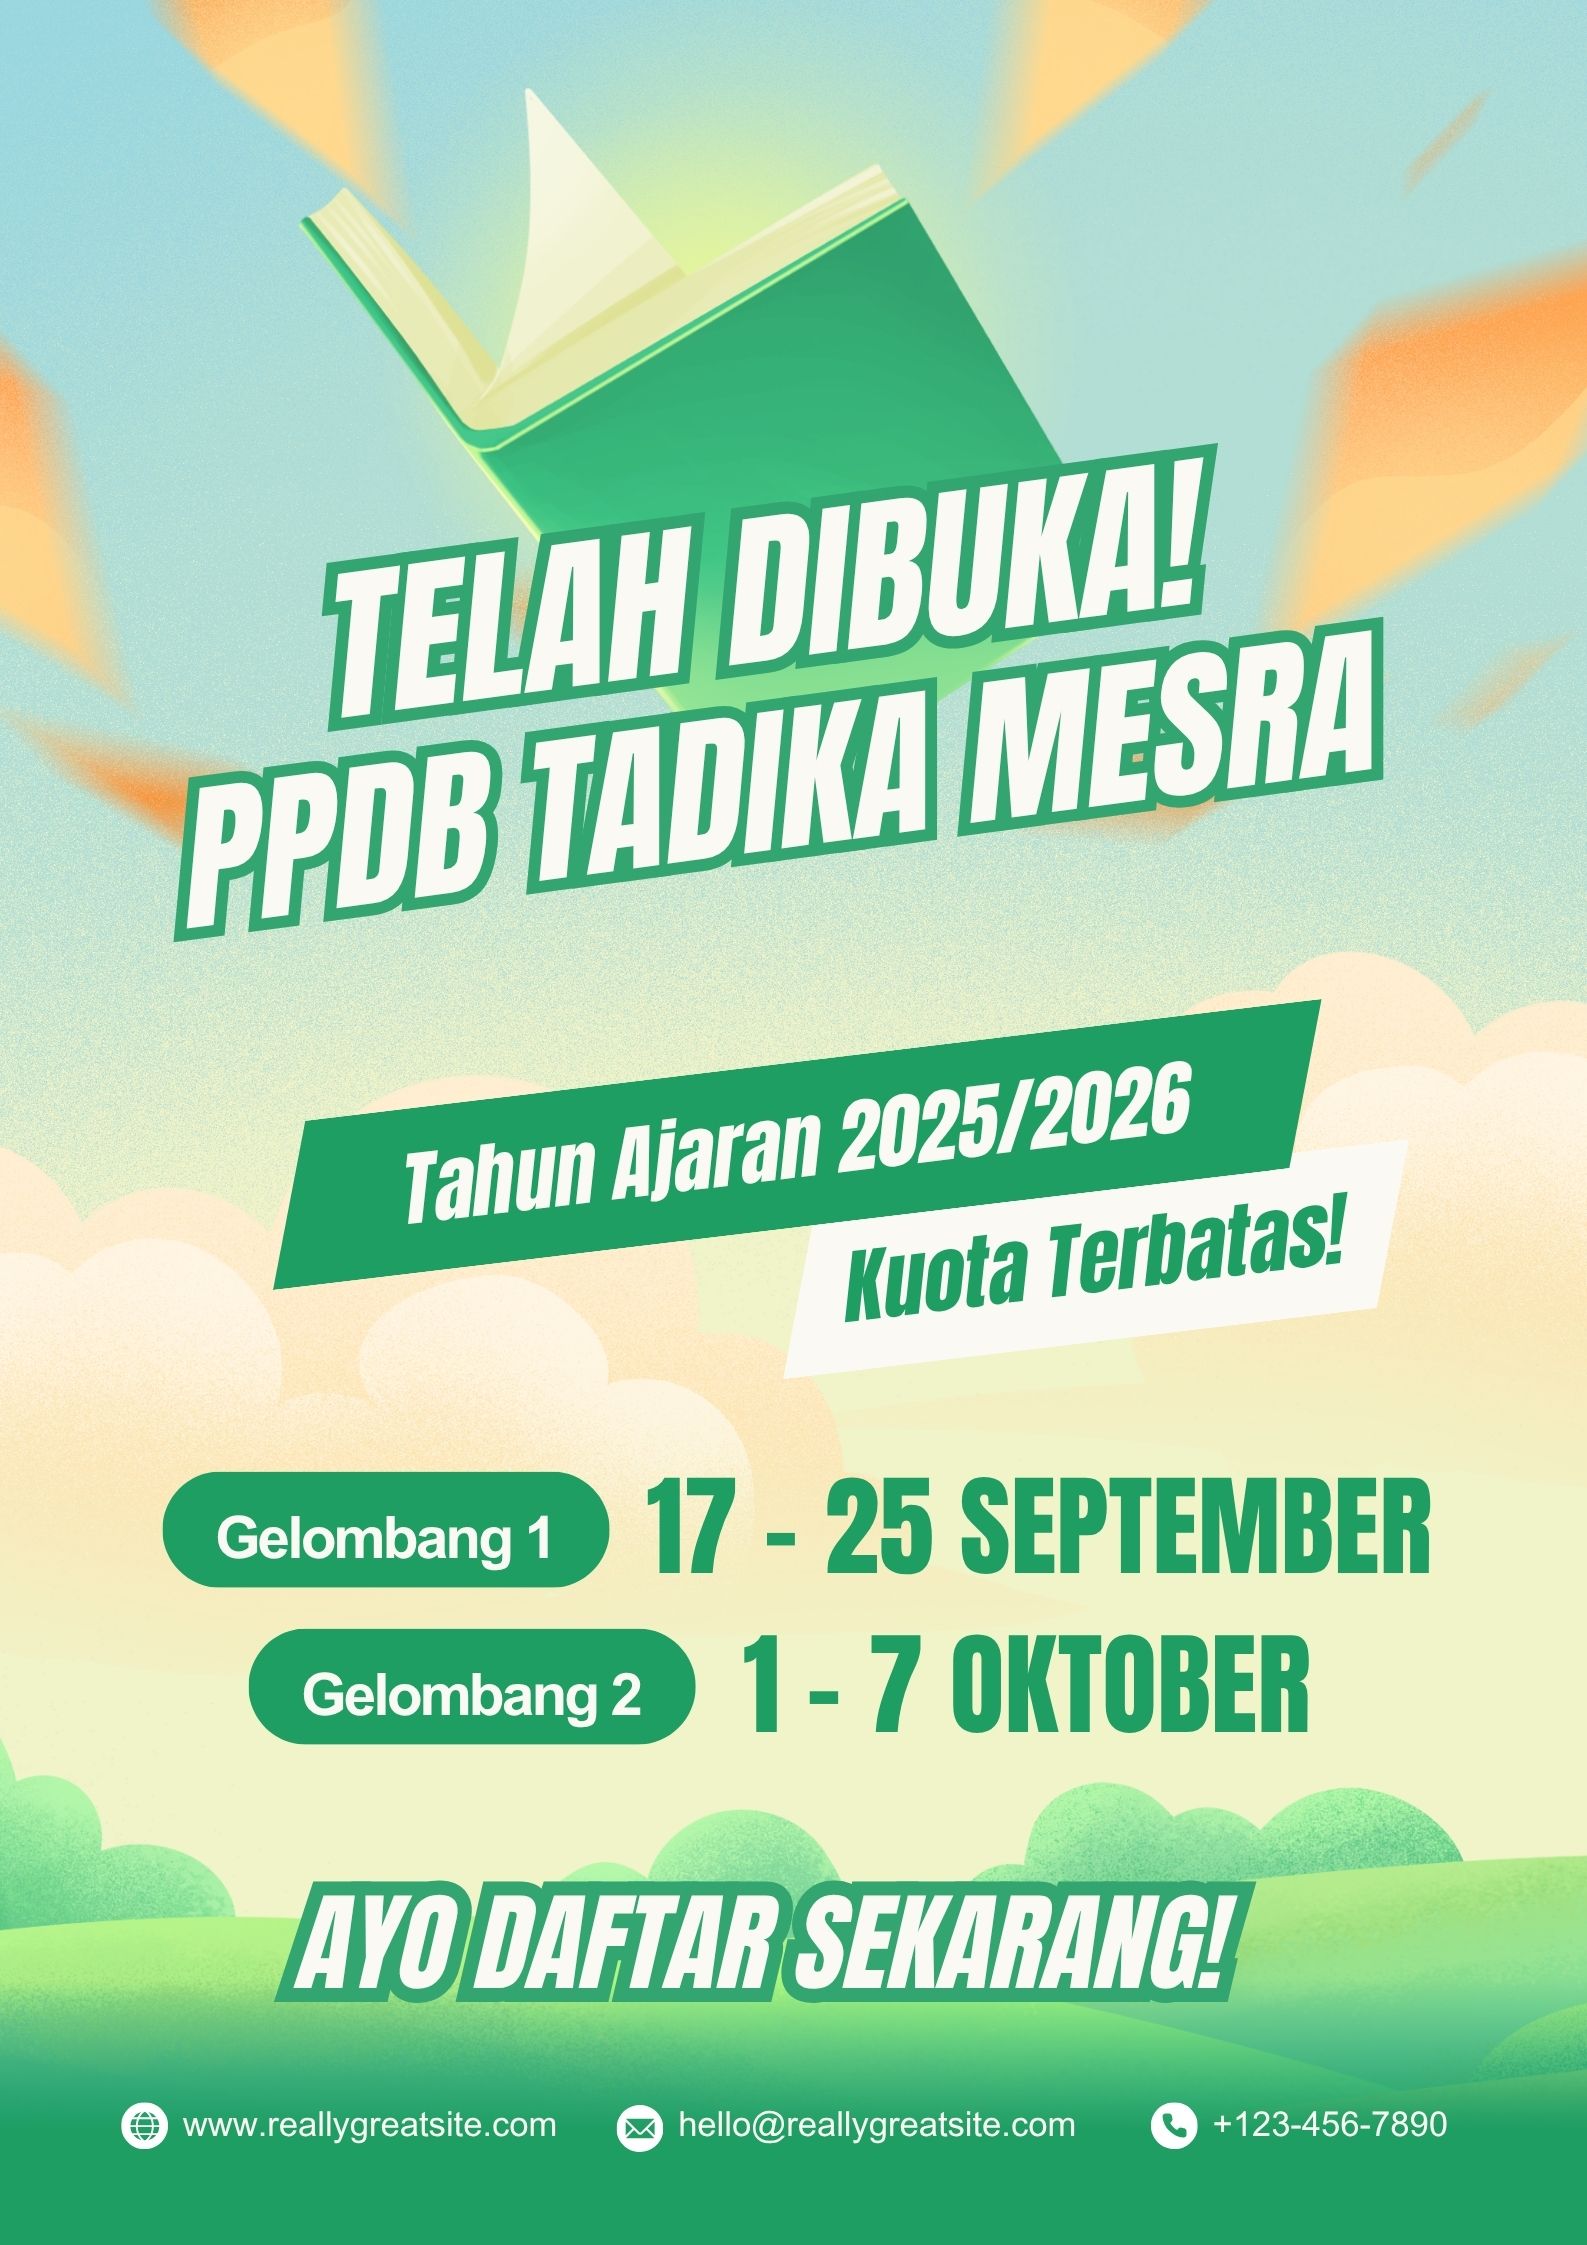 TELAH DIBUKA!
PPDB TADIKA MESRA
Tahun Ajaran 2025/2026
Kuota Terbatas!
Gelombang 1 17 - 25 SEPTEMBER
Gelombang 2 1 - 7 OKTOBER
AYO DAFTAR SEKARANG!
www.reallygreatsite.com hello@reallygreatsite.com +123-456-7890